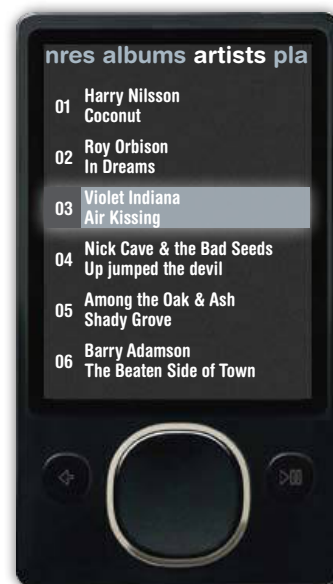 nres albums artists pla
01 Harry Nilsson
Coconut
02 Roy Orbison
In Dreams
03 Violet Indiana
Air Kissing
04 Nick Cave & the Bad Seeds
Up jumped the devil
05 Among the Oak & Ash
Shady Grove
06 Barry Adamson
The Beaten Side of Town